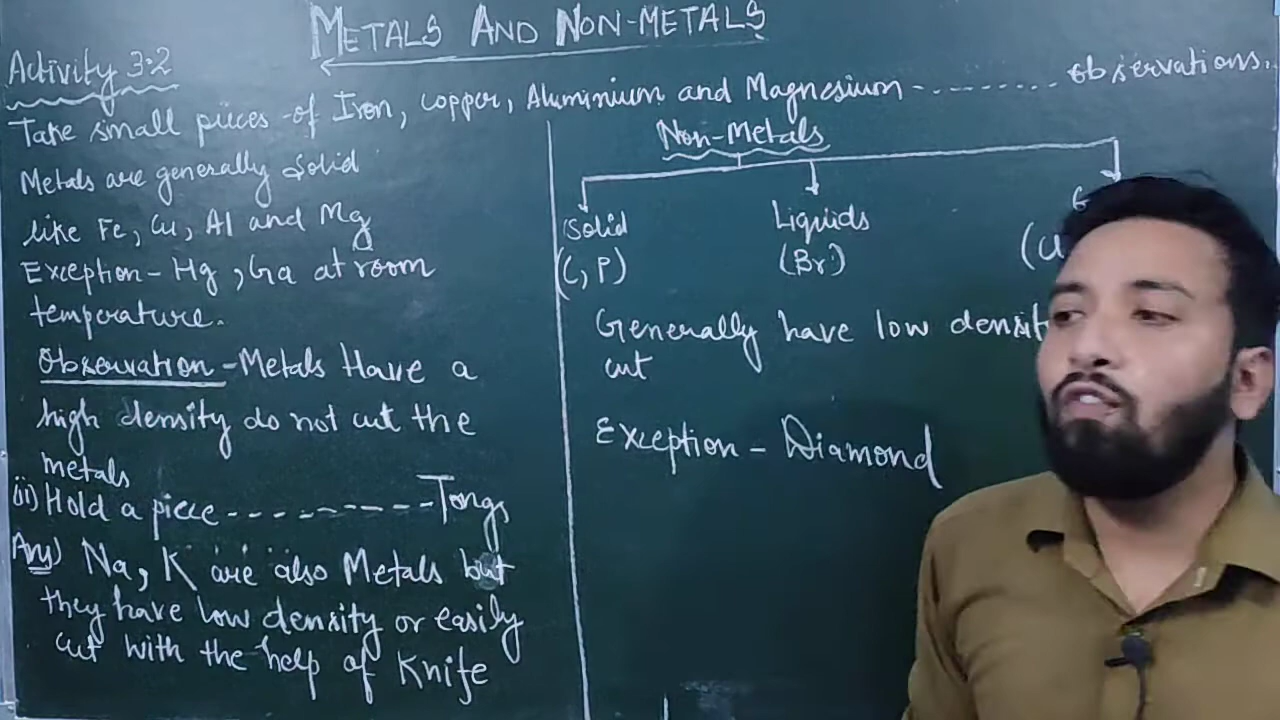 METALS AND NON-METALS
Activity 3.2
Take small pieces of Iron, copper, Aluminium and Magnesium - - - - - - - - - observations.
Metals are generally Solid
like Fe, Cu, Al and Mg
Exception - Hg, Ga at room
temperature.
Observation - Metals Have a
high density do not cut the
metals
(ii) Hold a piece - - - - - - - - - - Tongs
Ans) Na, K are also Metals but
they have low density or easily
cut with the help of Knife
Non-Metals
Solid
(C, P)
Liquids
(Br)
Generally have low densit
cut
Exception - Diamond